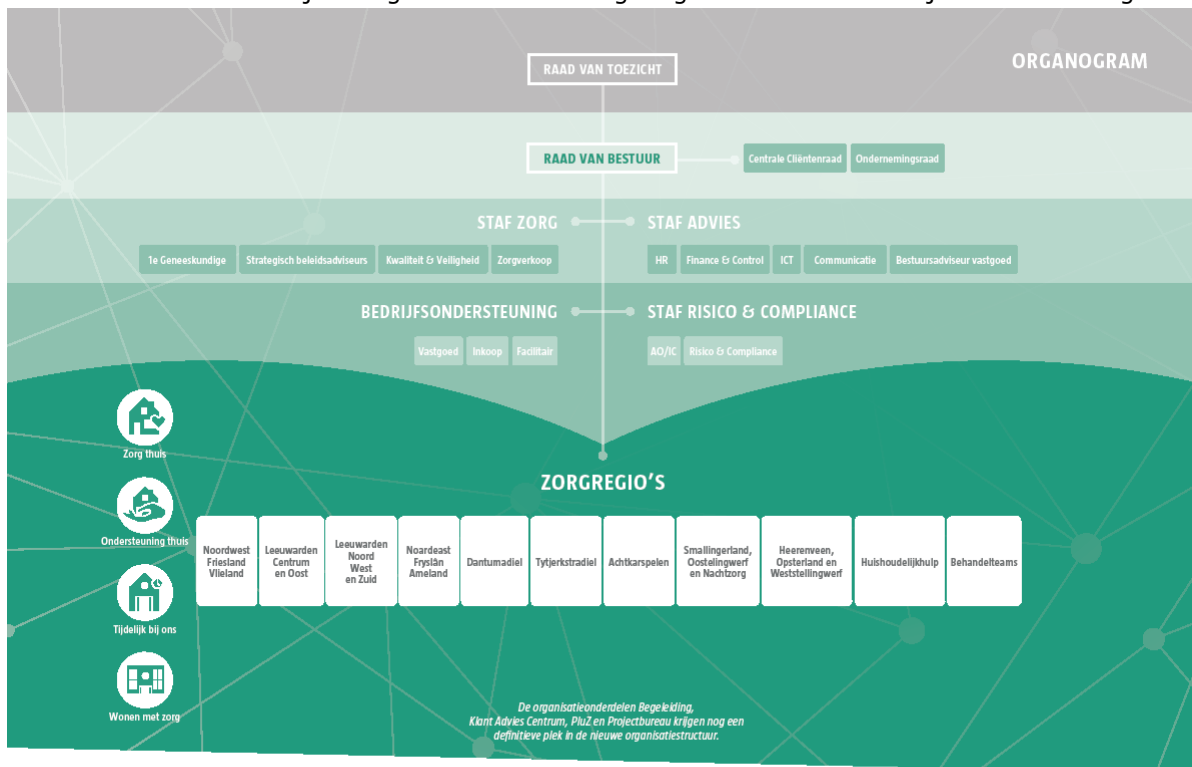 ORGANOGRAM
RAAD VAN TOEZICHT
RAAD VAN BESTUUR
Centrale Cliëntenraad
Ondernemingsraad
STAF ZORG
STAF ADVIES
1e Geneeskundige
Strategisch beleidsadviseurs
Kwaliteit & Veiligheid
Zorgverkoop
HR
Finance & Control
ICT
Communicatie
Bestuursadviseur vastgoed
BEDRIJFSONDERSTEUNING
STAF RISICO & COMPLIANCE
Vastgoed
Inkoop
Facilitair
AO/IC
Risico & Compliance
Zorg thuis
Ondersteuning thuis
Tijdelijk bij ons
Wonen met zorg
ZORGREGIO'S
Noordwest
Friesland
Vlieland
Leeuwarden
Centrum
en Oost
Leeuwarden
Noord
West
en Zuid
Noardeast
Fryslân
Ameland
Dantumadiel
Tytjerkstradiel
Achtkarspelen
Smallingerland,
Oostelingwerf
en Nachtzorg
Heerenveen,
Opsterland en
Weststellingwerf
Huishoudelijkhulp
Behandelteams
De organisatieonderdelen Begeleiding,
Klant Advies Centrum, PluZ en Projectbureau krijgen nog een
definitieve plek in de nieuwe organisatiestructuur.